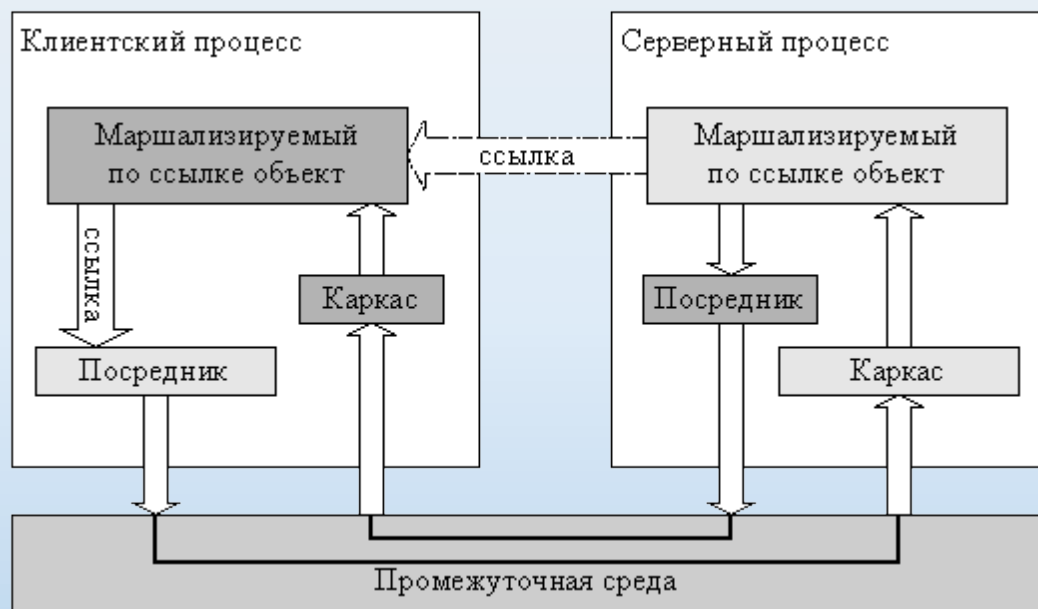 Клиентский процесс
Маршализируемый
по ссылке объект
ссылка
Каркас
Посредник
ссылка
Серверный процесс
Маршализируемый
по ссылке объект
Посредник
Каркас
Промежуточная среда